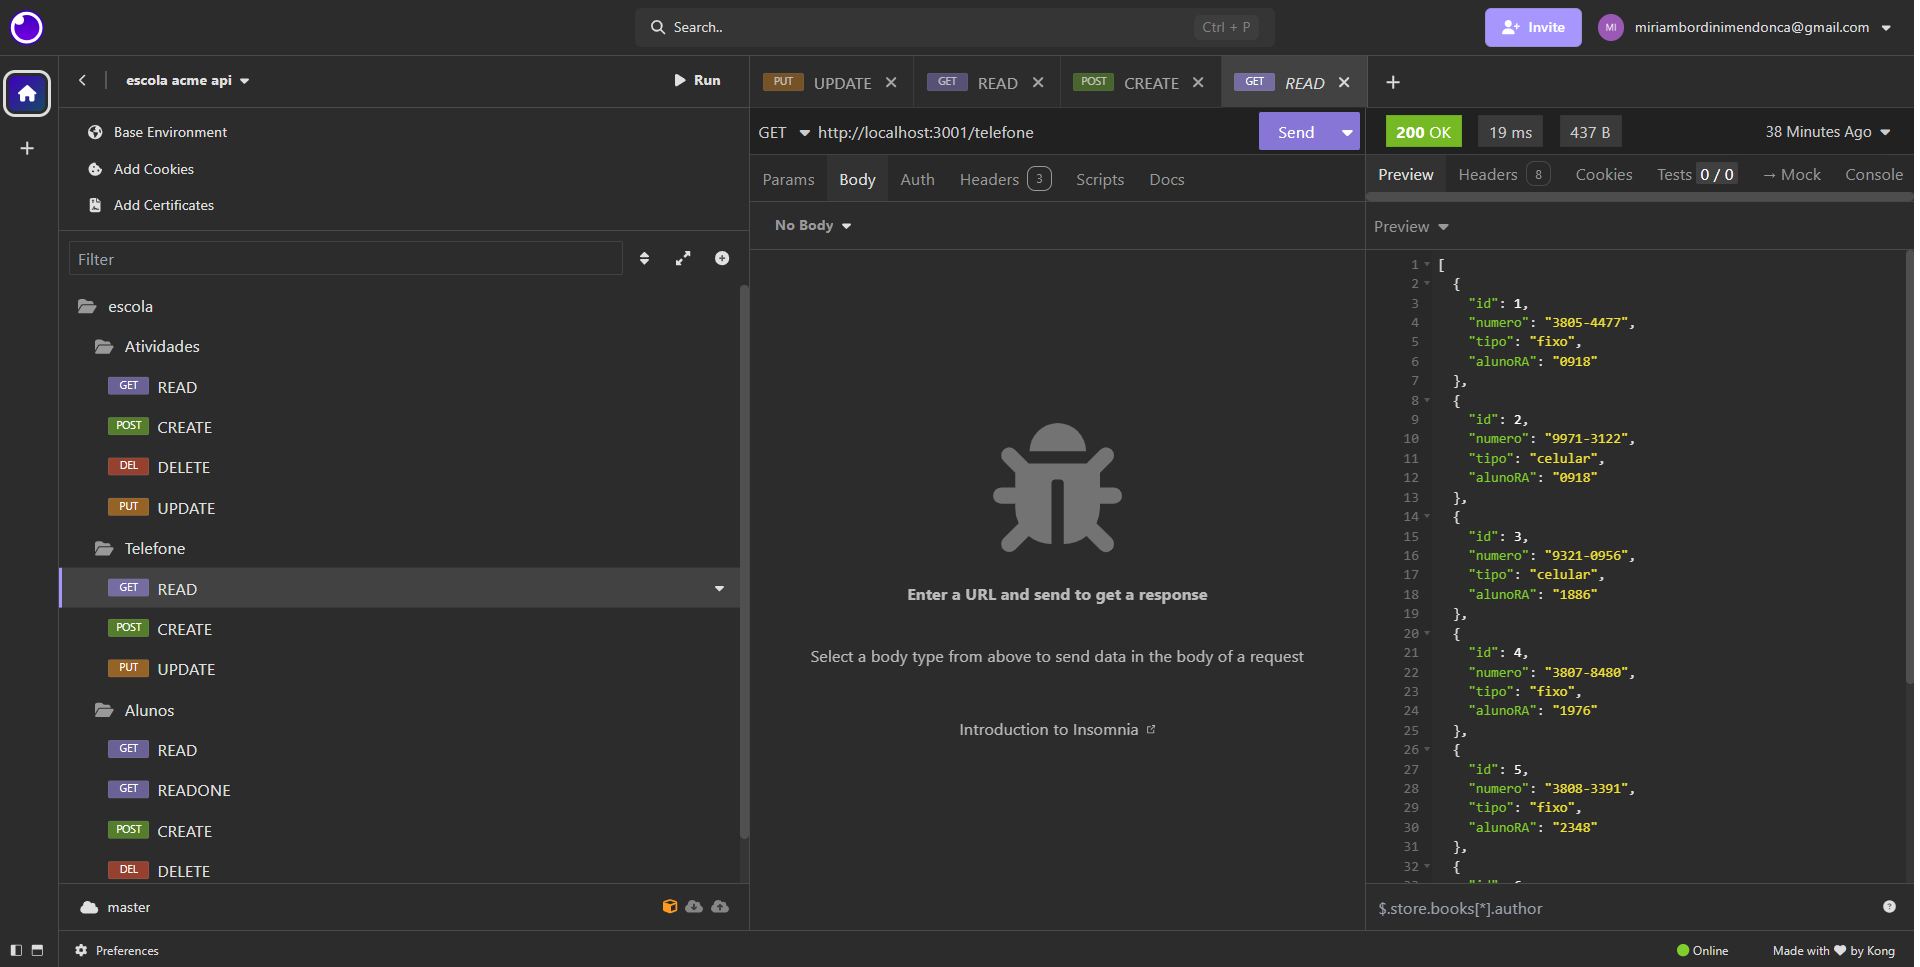 Search..
Ctrl + P
Invite
MI
miriambordinimendonca@gmail.com
escola acme api
Run
Base Environment
Add Cookies
Add Certificates
Filter
escola
Atividades
GET READ
POST CREATE
DEL DELETE
PUT UPDATE
Telefone
GET READ
POST CREATE
PUT UPDATE
Alunos
GET READ
GET READONE
POST CREATE
DEL DELETE
master
Preferences
PUT UPDATE
GET READ
POST CREATE
GET READ
GET http://localhost:3001/telefone
Send
Params
Body
Auth
Headers 3
Scripts
Docs
No Body
Enter a URL and send to get a response
Select a body type from above to send data in the body of a request
Introduction to Insomnia
200 OK
19 ms
437 B
38 Minutes Ago
Preview
Headers 8
Cookies
Tests 0 / 0
→ Mock
Console
Preview
1 [
2 {
3 "id": 1,
4 "numero": "3805-4477",
5 "tipo": "fixo",
6 "alunoRA": "0918"
7 },
8 {
9 "id": 2,
10 "numero": "9971-3122",
11 "tipo": "celular",
12 "alunoRA": "0918"
13 },
14 {
15 "id": 3,
16 "numero": "9321-0956",
17 "tipo": "celular",
18 "alunoRA": "1886"
19 },
20 {
21 "id": 4,
22 "numero": "3807-8480",
23 "tipo": "fixo",
24 "alunoRA": "1976"
25 },
26 {
27 "id": 5,
28 "numero": "3808-3391",
29 "tipo": "fixo",
30 "alunoRA": "2348"
31 },
32 {
$.store.books[*].author
Online
Made with ♥ by Kong